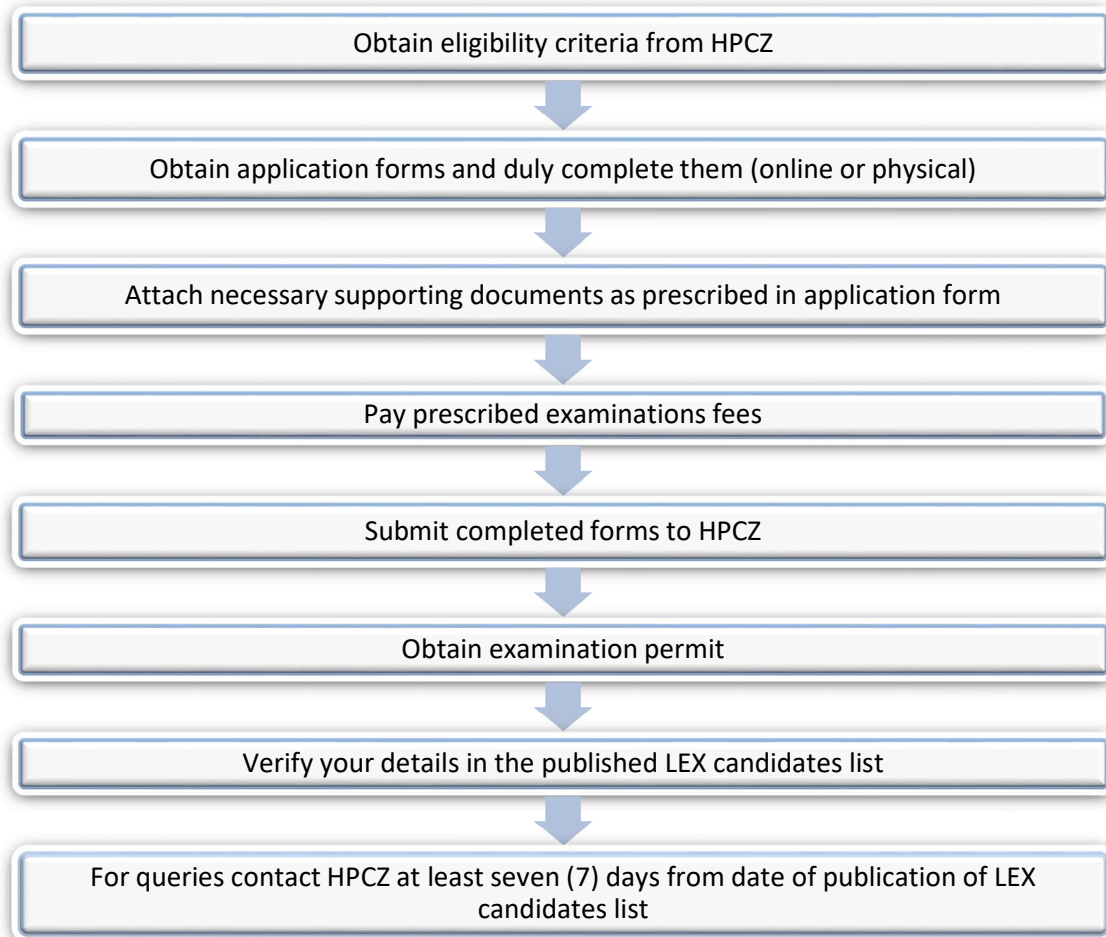 Obtain eligibility criteria from HPCZ
Obtain application forms and duly complete them (online or physical)
Attach necessary supporting documents as prescribed in application form
Pay prescribed examinations fees
Submit completed forms to HPCZ
Obtain examination permit
Verify your details in the published LEX candidates list
For queries contact HPCZ at least seven (7) days from date of publication of LEX
candidates list